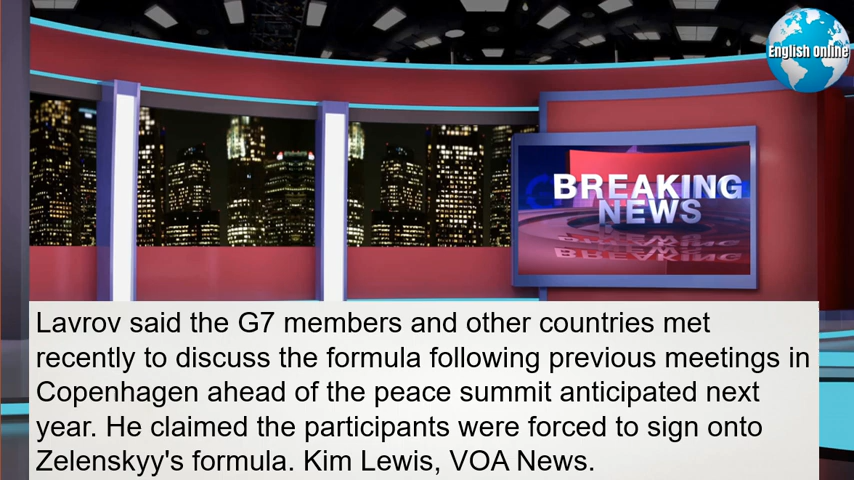 English Online
BREAKING
NEWS
Lavrov said the G7 members and other countries met
recently to discuss the formula following previous meetings in
Copenhagen ahead of the peace summit anticipated next
year. He claimed the participants were forced to sign onto
Zelenskyy's formula. Kim Lewis, VOA News.